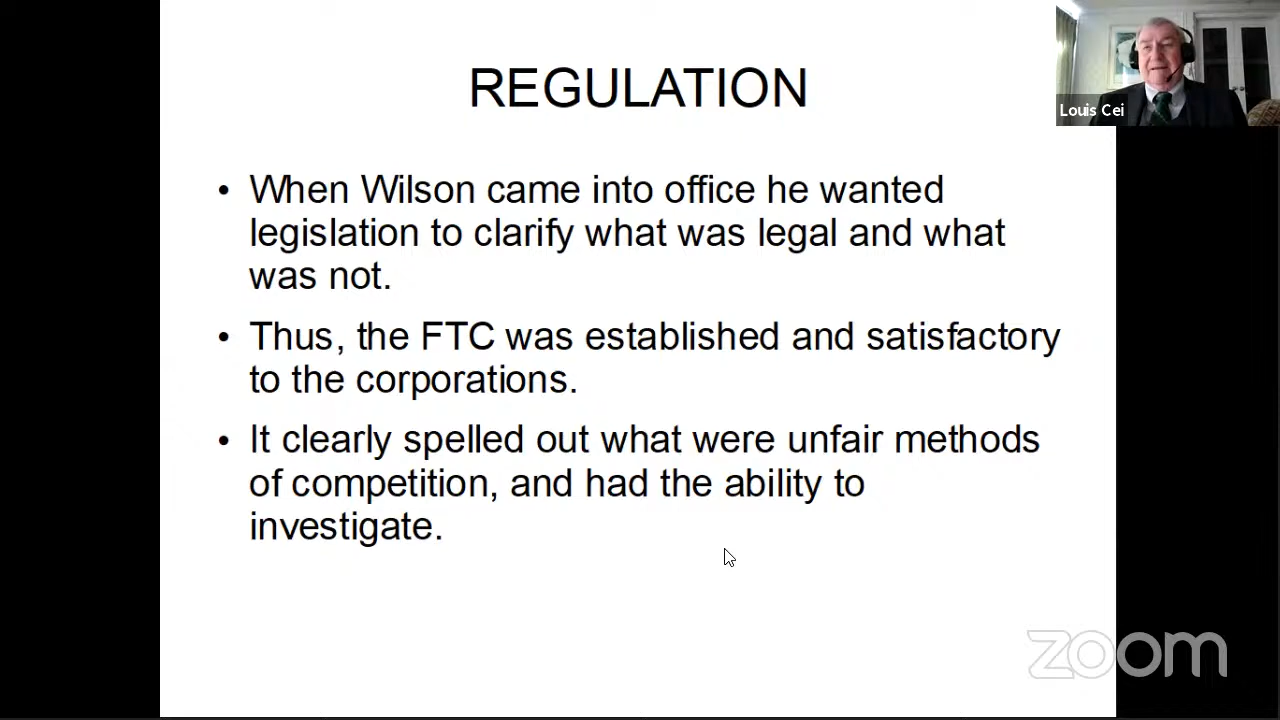 REGULATION
Louis Cei
• When Wilson came into office he wanted
legislation to clarify what was legal and what
was not.
• Thus, the FTC was established and satisfactory
to the corporations.
• It clearly spelled out what were unfair methods
of competition, and had the ability to
investigate.
zoom